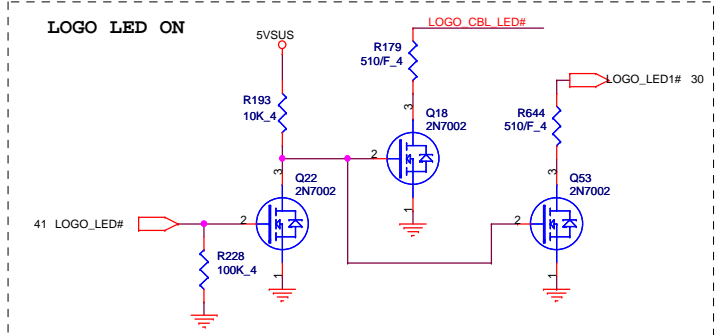 LOGO LED ON
5VSUS
LOGO_CBL_LED#
R179
510/F_4
LOGO_LED1# 30
R193
10K_4
3
Q18
2N7002
R644
510/F_4
2
3
Q22
2N7002
1
3
Q53
2N7002
41 LOGO_LED#
2
2
R228
100K_4
1
1